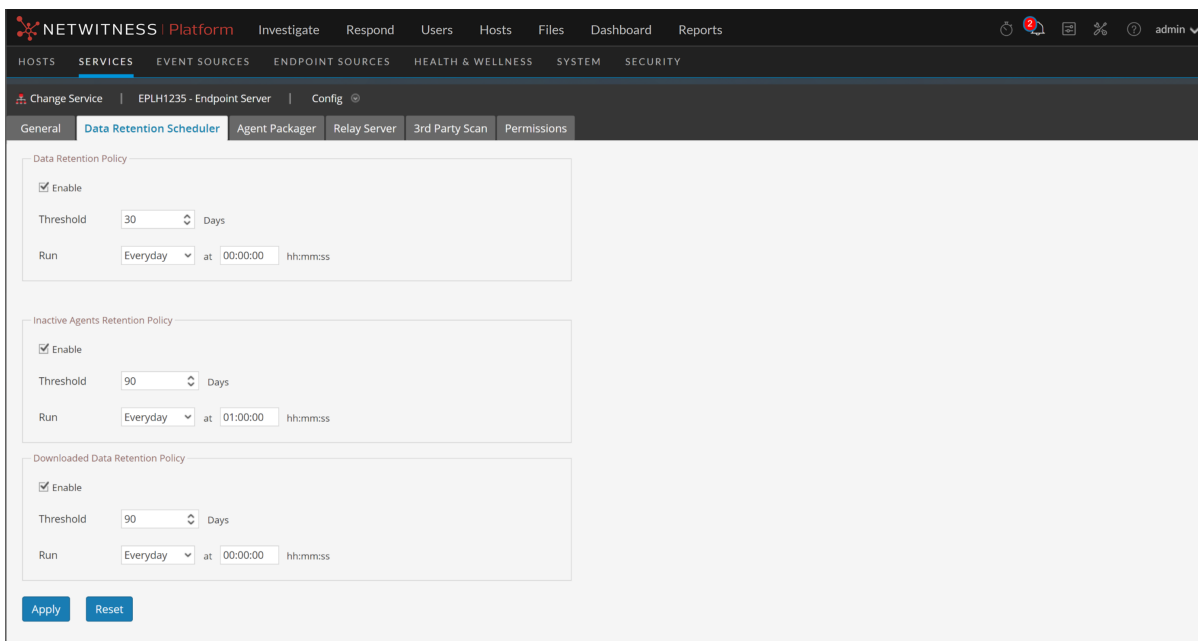 NETWITNESS | Platform Investigate Respond Users Hosts Files Dashboard Reports 2 admin
HOSTS SERVICES EVENT SOURCES ENDPOINT SOURCES HEALTH & WELLNESS SYSTEM SECURITY
Change Service | EPLH1235 - Endpoint Server | Config
General Data Retention Scheduler Agent Packager Relay Server 3rd Party Scan Permissions
Data Retention Policy
Enable
Threshold 30 Days
Run Everyday at 00:00:00 hh:mm:ss
Inactive Agents Retention Policy
Enable
Threshold 90 Days
Run Everyday at 01:00:00 hh:mm:ss
Downloaded Data Retention Policy
Enable
Threshold 90 Days
Run Everyday at 00:00:00 hh:mm:ss
Apply Reset